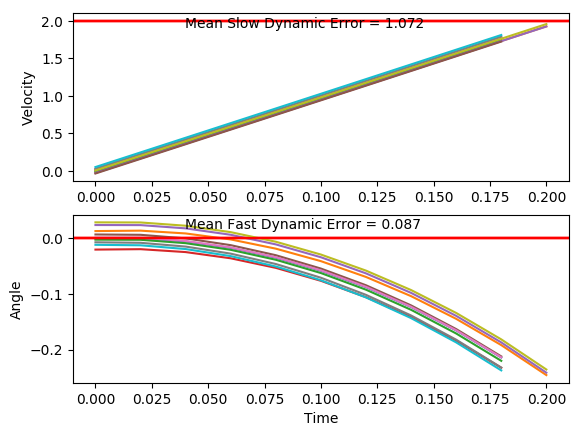 Mean Slow Dynamic Error = 1.072
2.0
1.5
1.0
0.5
0.0
Velocity
0.000 0.025 0.050 0.075 0.100 0.125 0.150 0.175 0.200
Mean Fast Dynamic Error = 0.087
0.0
−0.1
−0.2
Angle
0.000 0.025 0.050 0.075 0.100 0.125 0.150 0.175 0.200
Time